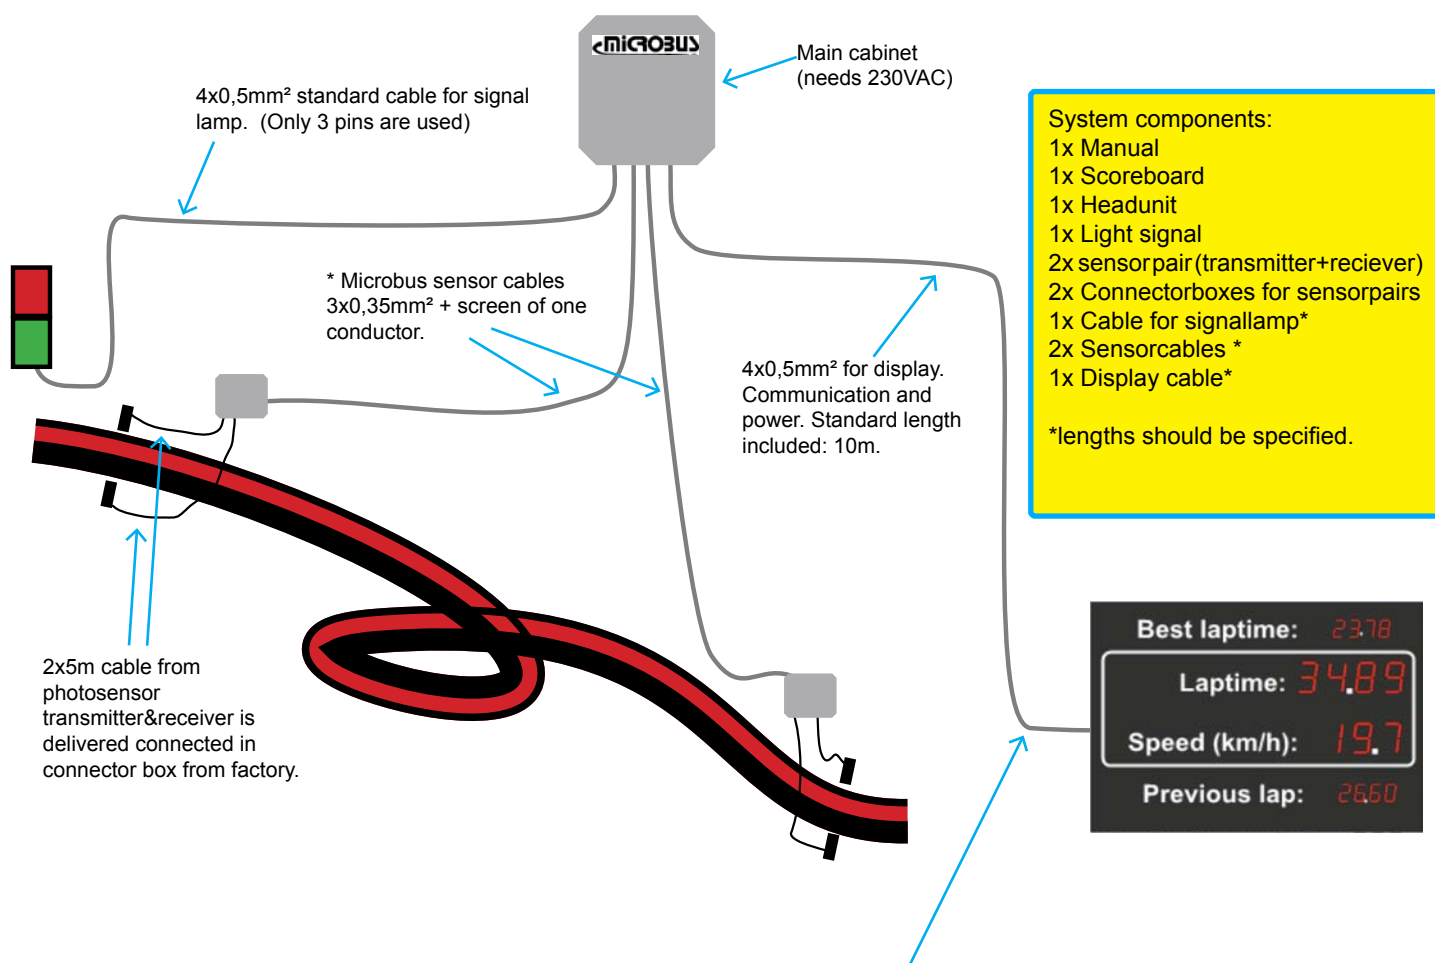 mICROBUS
Main cabinet
(needs 230VAC)
4x0,5mm² standard cable for signal
lamp.  (Only 3 pins are used)
System components:
1x Manual
1x Scoreboard
1x Headunit
1x Light signal
2x sensorpair(transmitter+reciever)
2x Connectorboxes for sensorpairs
1x Cable for signallamp*
2x Sensorcables *
1x Display cable*
*lengths should be specified.
* Microbus sensor cables
3x0,35mm² + screen of one
conductor.
4x0,5mm² for display.
Communication and
power. Standard length
included: 10m.
2x5m cable from
photosensor
transmitter&receiver is
delivered connected in
connector box from factory.
Best laptime: 23.78
Laptime: 34.89
Speed (km/h): 19.7
Previous lap: 26.60